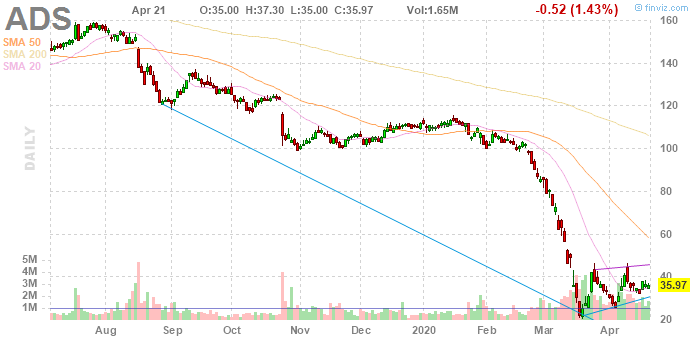 ADS
Apr 21 O:35.00 H:37.30 L:35.00 C:35.97 Vol:1.65M -0.52 (1.43%)
© finviz.com
SMA 50
SMA 200
SMA 20
DAILY
160
140
120
100
80
60
40
35.97
20
5M
4M
3M
2M
1M
Aug Sep Oct Nov Dec 2020 Feb Mar Apr